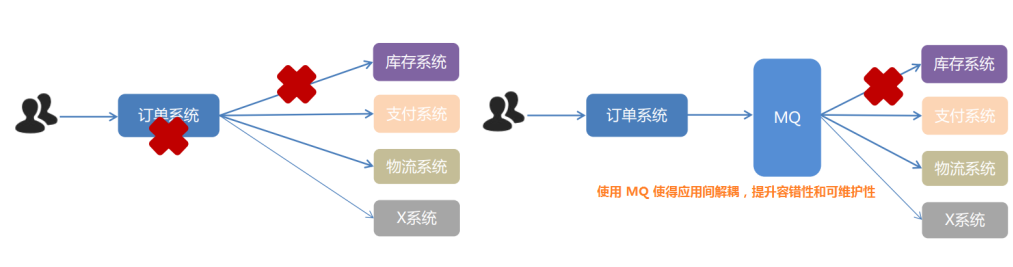 订单系统
库存系统
支付系统
物流系统
X系统
订单系统
MQ
库存系统
支付系统
物流系统
X系统
使用 MQ 使得应用间解耦，提升容错性和可维护性